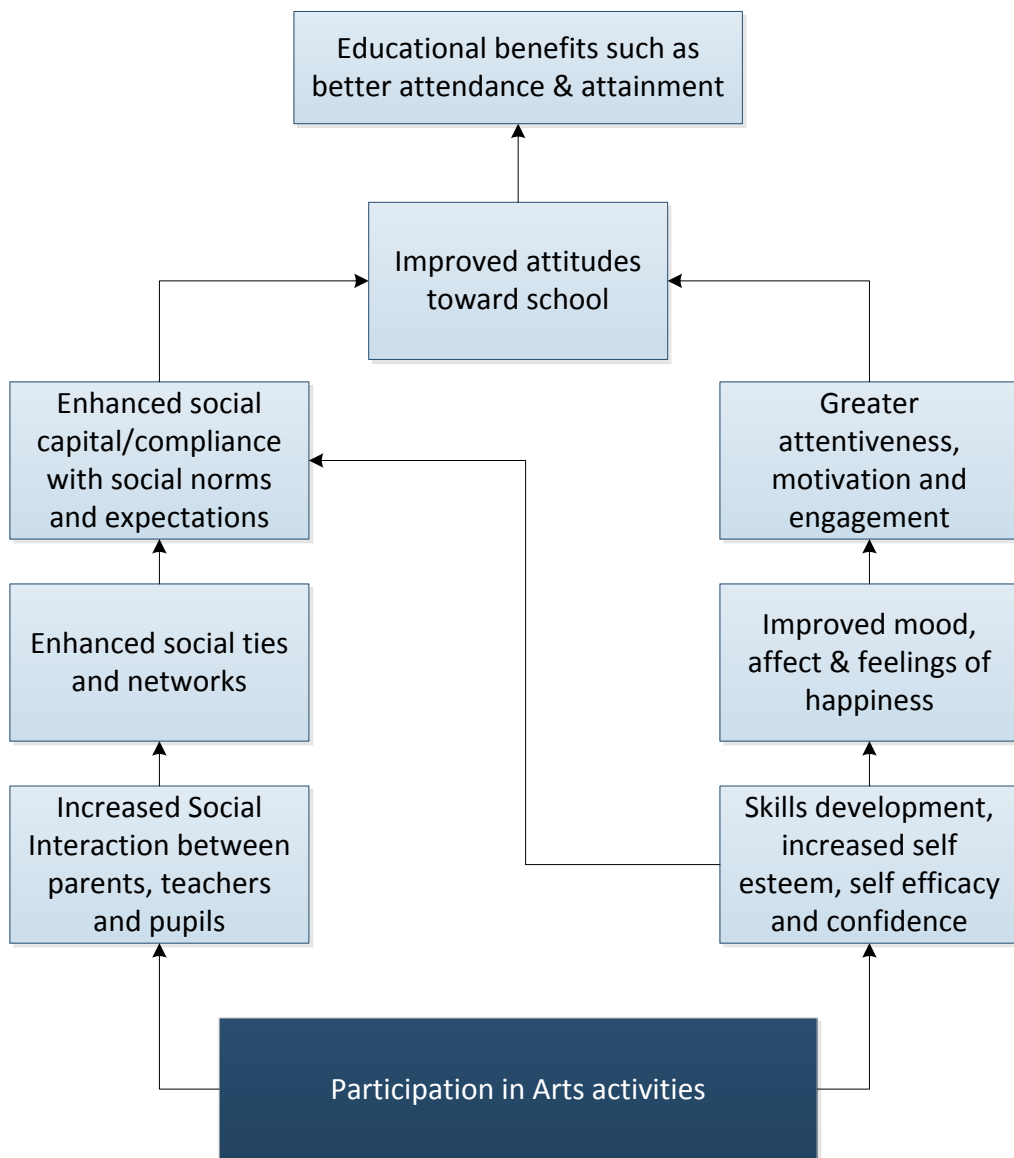 Educational benefits such as
better attendance & attainment
Improved attitudes
toward school
Enhanced social
capital/compliance
with social norms
and expectations
Greater
attentiveness,
motivation and
engagement
Enhanced social ties
and networks
Improved mood,
affect & feelings of
happiness
Increased Social
Interaction between
parents, teachers
and pupils
Skills development,
increased self
esteem, self efficacy
and confidence
Participation in Arts activities